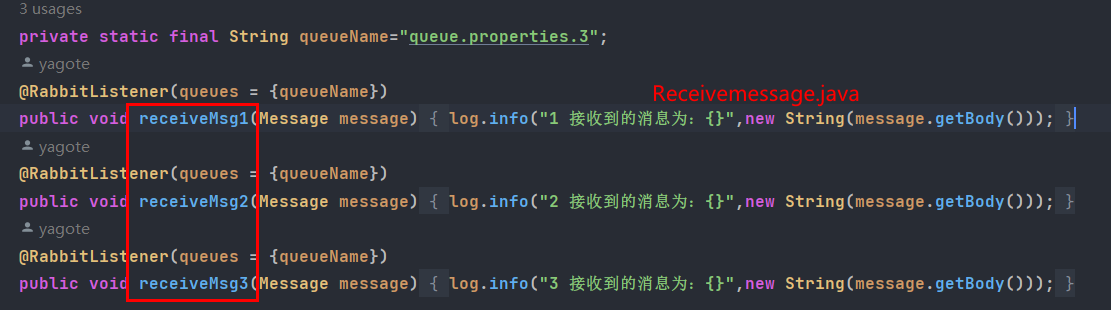 3 usages
private static final String queueName="queue.properties.3";
yagote
@RabbitListener(queues = {queueName})
Receivemessage.java
public void receiveMsg1(Message message) { log.info("1 接收到的消息为：{}",new String(message.getBody())); }
yagote
@RabbitListener(queues = {queueName})
public void receiveMsg2(Message message) { log.info("2 接收到的消息为：{}",new String(message.getBody())); }
yagote
@RabbitListener(queues = {queueName})
public void receiveMsg3(Message message) { log.info("3 接收到的消息为：{}",new String(message.getBody())); }